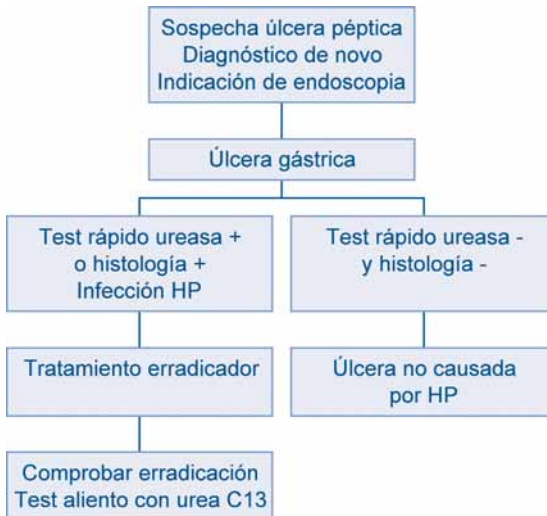 Sospecha úlcera péptica
Diagnóstico de novo
Indicación de endoscopia
Úlcera gástrica
Test rápido ureasa +
o histología +
Infección HP
Test rápido ureasa -
y histología -
Tratamiento erradicador
Úlcera no causada
por HP
Comprobar erradicación
Test aliento con urea C13